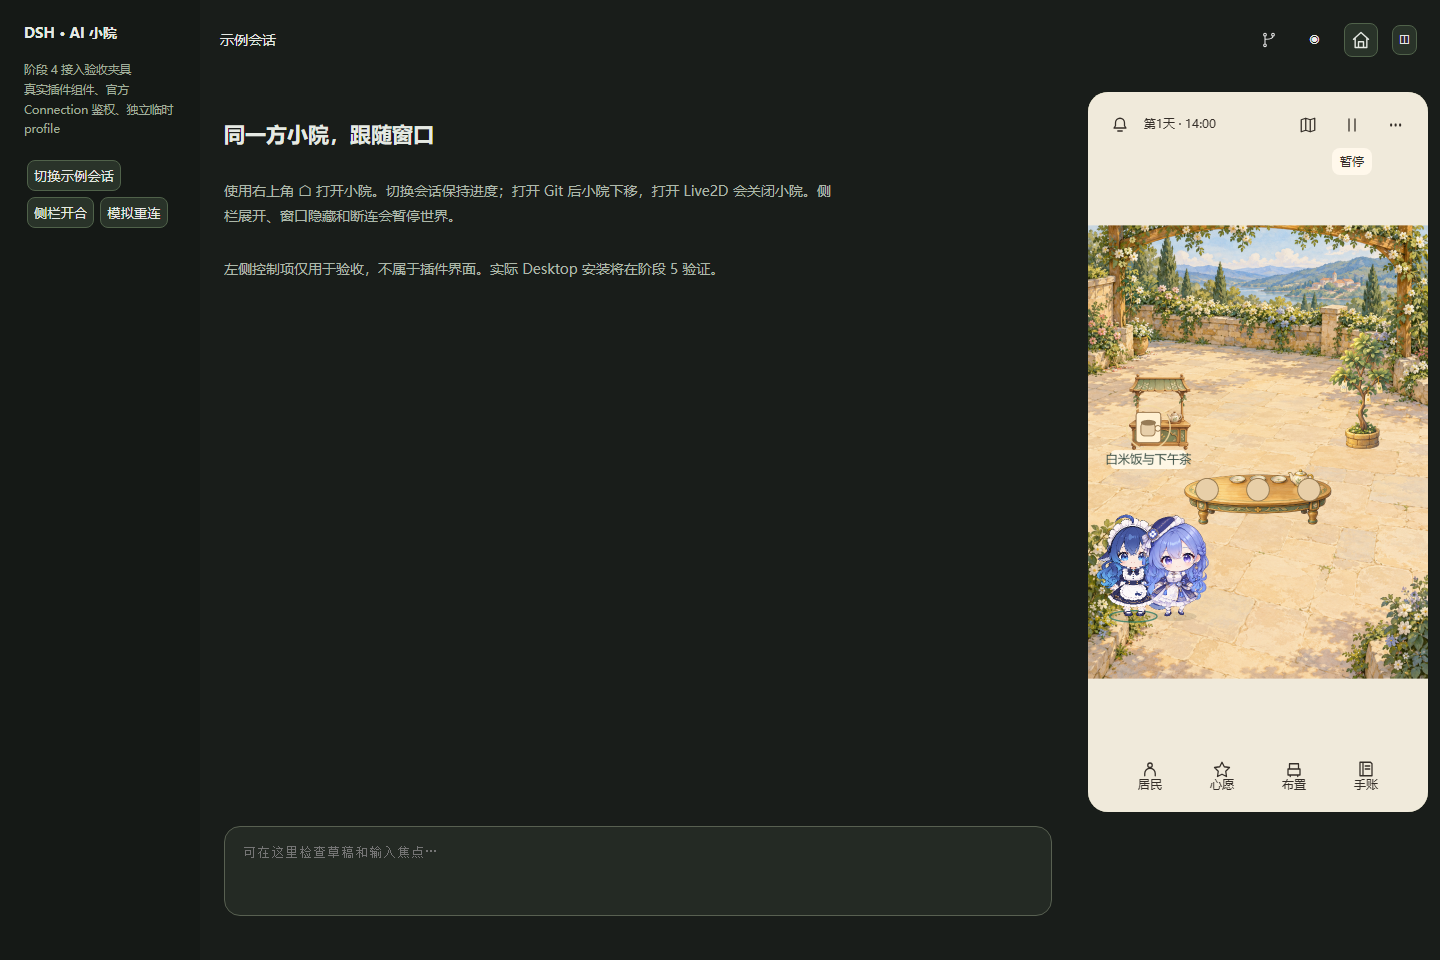 DSH • AI 小院
阶段 4 接入验收夹具
真实插件组件、官方
Connection 鉴权、独立临时
profile
切换示例会话
侧栏开合
模拟重连
示例会话
同一方小院，跟随窗口
使用右上角 ⌂ 打开小院。切换会话保持进度；打开 Git 后小院下移，打开 Live2D 会关闭小院。侧
栏展开、窗口隐藏和断连会暂停世界。
左侧控制项仅用于验收，不属于插件界面。实际 Desktop 安装将在阶段 5 验证。
可在这里检查草稿和输入焦点…
第1天 · 14:00
暂停
白米饭与下午茶
居民
心愿
布置
手账